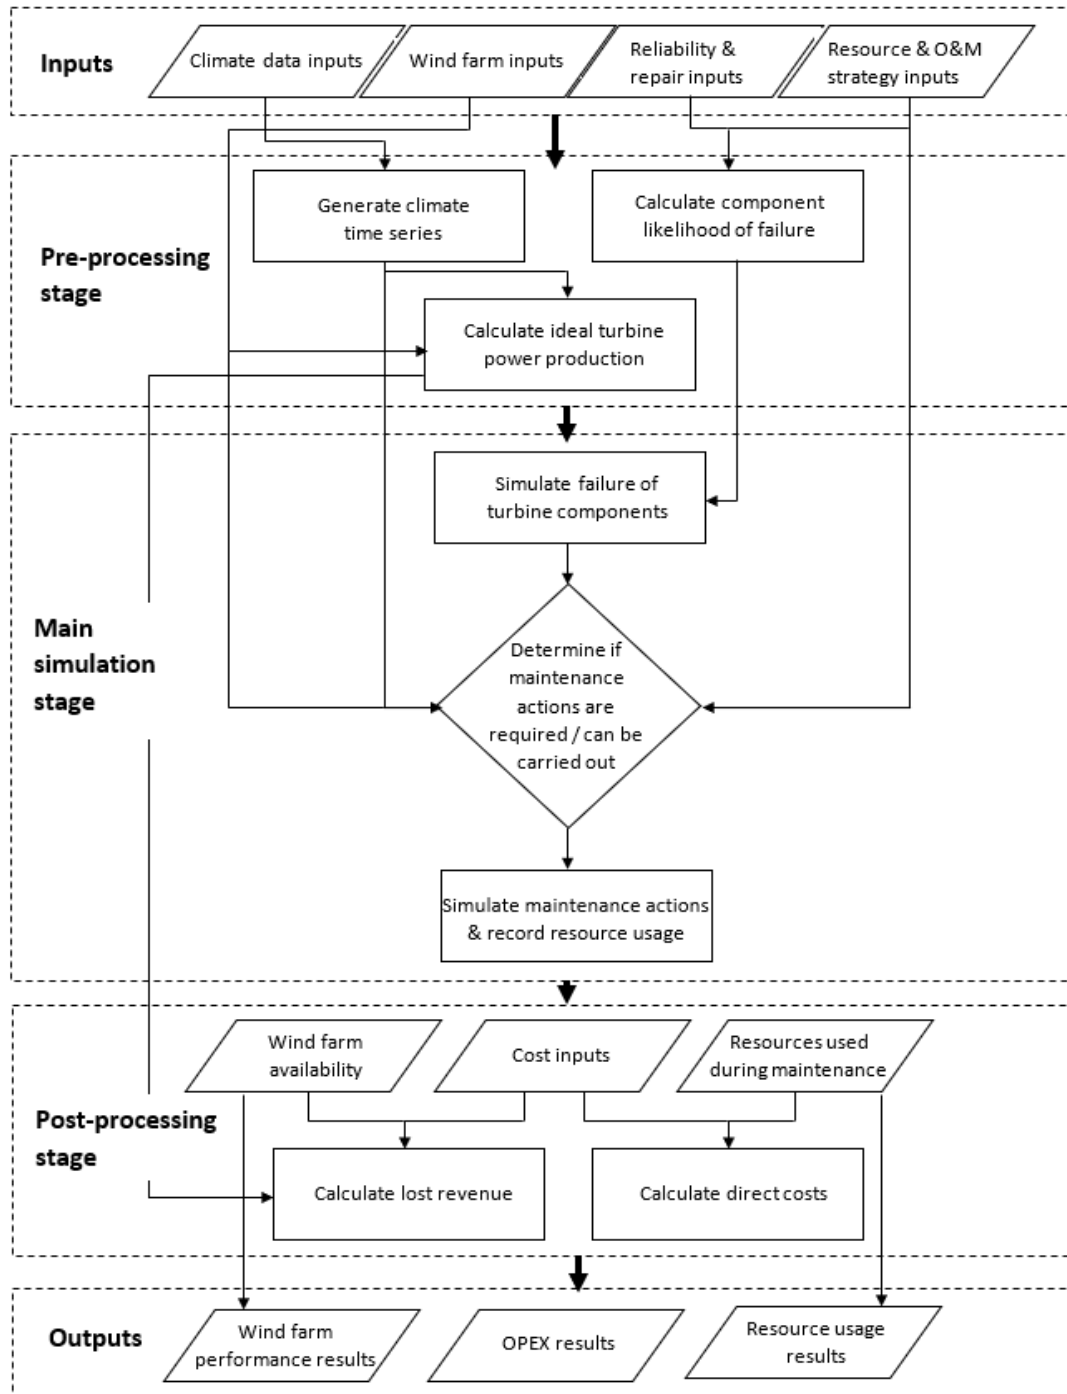 Inputs
Climate data inputs
Wind farm inputs
Reliability &
repair inputs
Resource & O&M
strategy inputs
Pre-processing
stage
Generate climate
time series
Calculate component
likelihood of failure
Calculate ideal turbine
power production
Main
simulation
stage
Simulate failure of
turbine components
Determine if
maintenance
actions are
required / can be
carried out
Simulate maintenance actions
& record resource usage
Post-processing
stage
Wind farm
availability
Cost inputs
Resources used
during maintenance
Calculate lost revenue
Calculate direct costs
Outputs
Wind farm
performance results
OPEX results
Resource usage
results